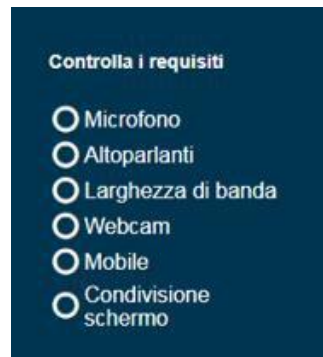 Controlla i requisiti
Microfono
Altoparlanti
Larghezza di banda
Webcam
Mobile
Condivisione
schermo